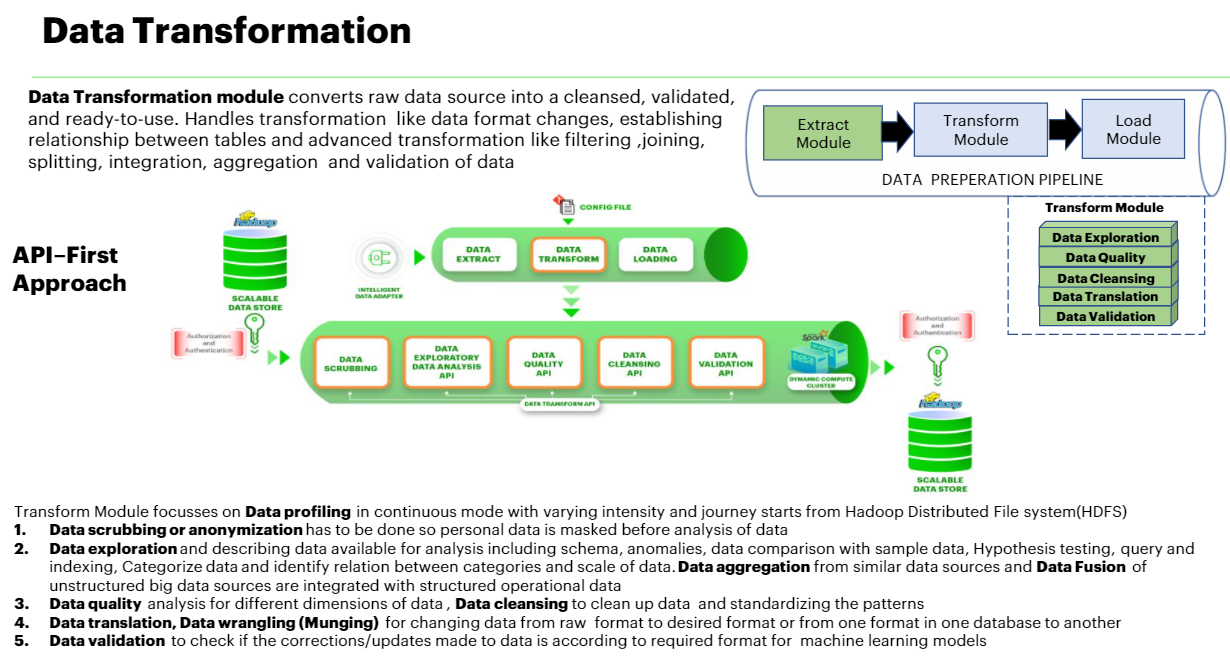 Data Transformation
Data Transformation module converts raw data source into a cleansed, validated,
and ready-to-use. Handles transformation like data format changes, establishing
relationship between tables and advanced transformation like filtering ,joining,
splitting, integration, aggregation and validation of data
Extract
Module
Transform
Module
Load
Module
DATA PREPERATION PIPELINE
Transform Module
Data Exploration
Data Quality
Data Cleansing
Data Translation
Data Validation
API–First
Approach
hadoop
SCALABLE
DATA STORE
Authorization
and
Authentication
INTELLIGENT
DATA ADAPTER
CONFIG FILE
DATA
EXTRACT
DATA
TRANSFORM
DATA
LOADING
DATA
SCRUBBING
DATA
EXPLORATORY
DATA ANALYSIS
API
DATA
QUALITY
API
DATA
CLEANSING
API
DATA
VALIDATION
API
Spark
DYNAMIC COMPUTE
CLUSTER
DATA TRANSFORM API
Authorization
and
Authentication
hadoop
SCALABLE
DATA STORE
Transform Module focusses on Data profiling in continuous mode with varying intensity and journey starts from Hadoop Distributed File system(HDFS)
1. Data scrubbing or anonymization has to be done so personal data is masked before analysis of data
2. Data exploration and describing data available for analysis including schema, anomalies, data comparison with sample data, Hypothesis testing, query and
indexing, Categorize data and identify relation between categories and scale of data. Data aggregation from similar data sources and Data Fusion of
unstructured big data sources are integrated with structured operational data
3. Data quality analysis for different dimensions of data , Data cleansing to clean up data and standardizing the patterns
4. Data translation, Data wrangling (Munging) for changing data from raw format to desired format or from one format in one database to another
5. Data validation to check if the corrections/updates made to data is according to required format for machine learning models